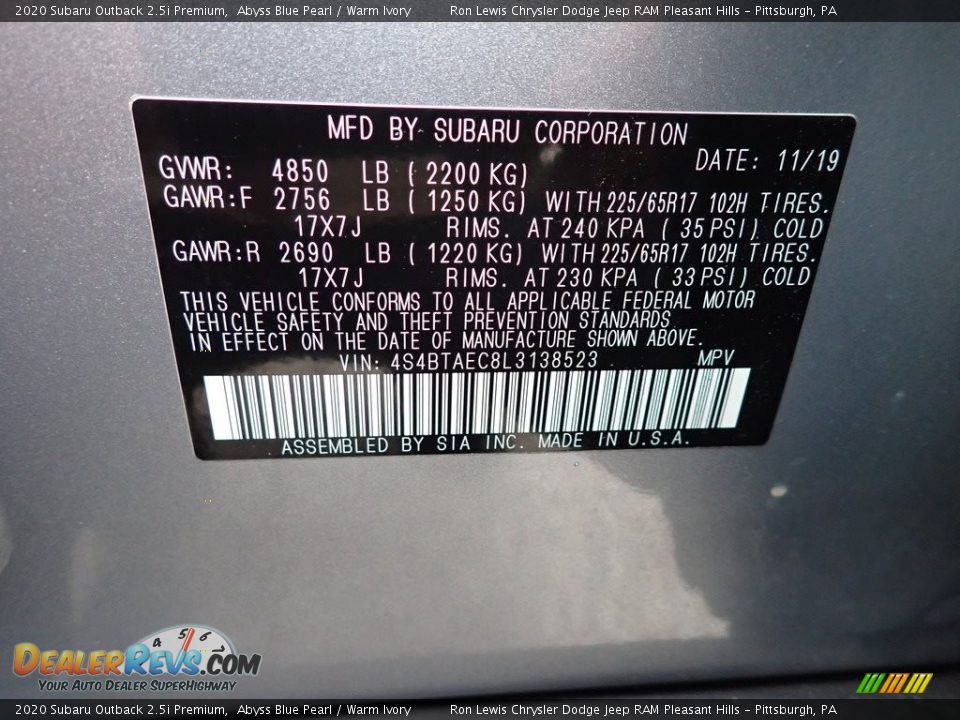 2020 Subaru Outback 2.5i Premium, Abyss Blue Pearl / Warm Ivory Ron Lewis Chrysler Dodge Jeep RAM Pleasant Hills - Pittsburgh, PA
MFD BY SUBARU CORPORATION
DATE: 11/19
GVWR: 4850 LB ( 2200 KG)
GAWR:F 2756 LB ( 1250 KG) WITH 225/65R17 102H TIRES.
17X7J RIMS. AT 240 KPA ( 35 PSI) COLD
GAWR:R 2690 LB ( 1220 KG) WITH 225/65R17 102H TIRES.
17X7J RIMS. AT 230 KPA ( 33 PSI) COLD
THIS VEHICLE CONFORMS TO ALL APPLICABLE FEDERAL MOTOR
VEHICLE SAFETY AND THEFT PREVENTION STANDARDS
IN EFFECT ON THE DATE OF MANUFACTURE SHOWN ABOVE.
VIN: 4S4BTAEC8L3138523 MPV
ASSEMBLED BY SIA INC. MADE IN U.S.A.
4 5 6
DEALERREVS.COM
YOUR AUTO DEALER SUPERHIGHWAY
2020 Subaru Outback 2.5i Premium, Abyss Blue Pearl / Warm Ivory Ron Lewis Chrysler Dodge Jeep RAM Pleasant Hills - Pittsburgh, PA